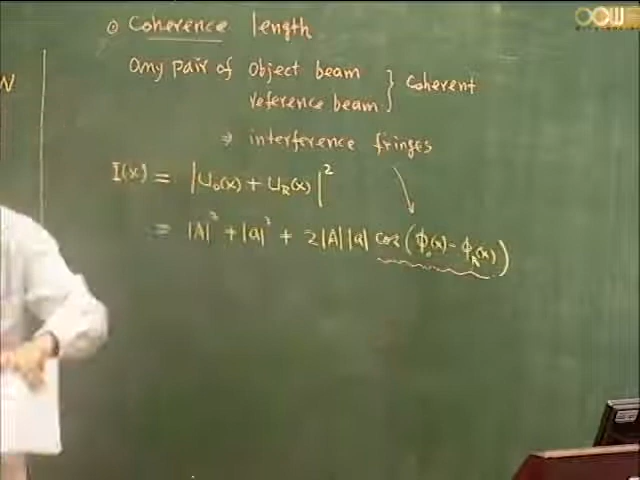 ⊙ Coherence length
any pair of Object beam } Coherent
reference beam
⇒ interference fringes
I(x) = |U₀(x) + U_R(x)|²
= |A|² + |a|² + 2|A||a| cos(ϕ₀(x) - ϕ_R(x))
N
OCW